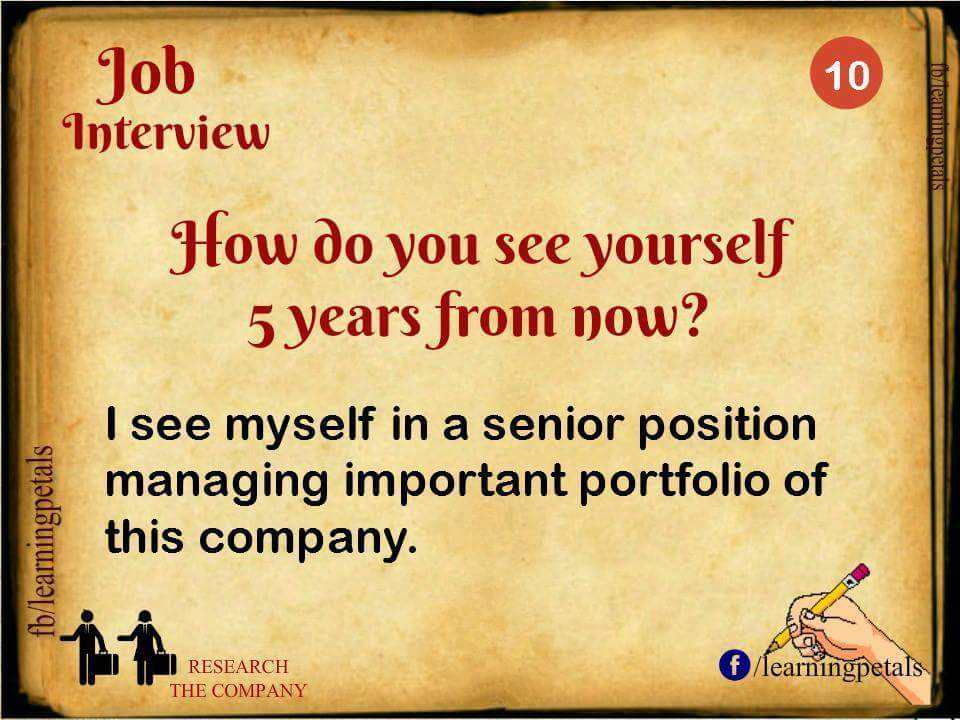 Job
Interview
10
fb/learningpetals
How do you see yourself
5 years from now?
I see myself in a senior position
managing important portfolio of
this company.
fb/learningpetals
RESEARCH
THE COMPANY
f/learningpetals